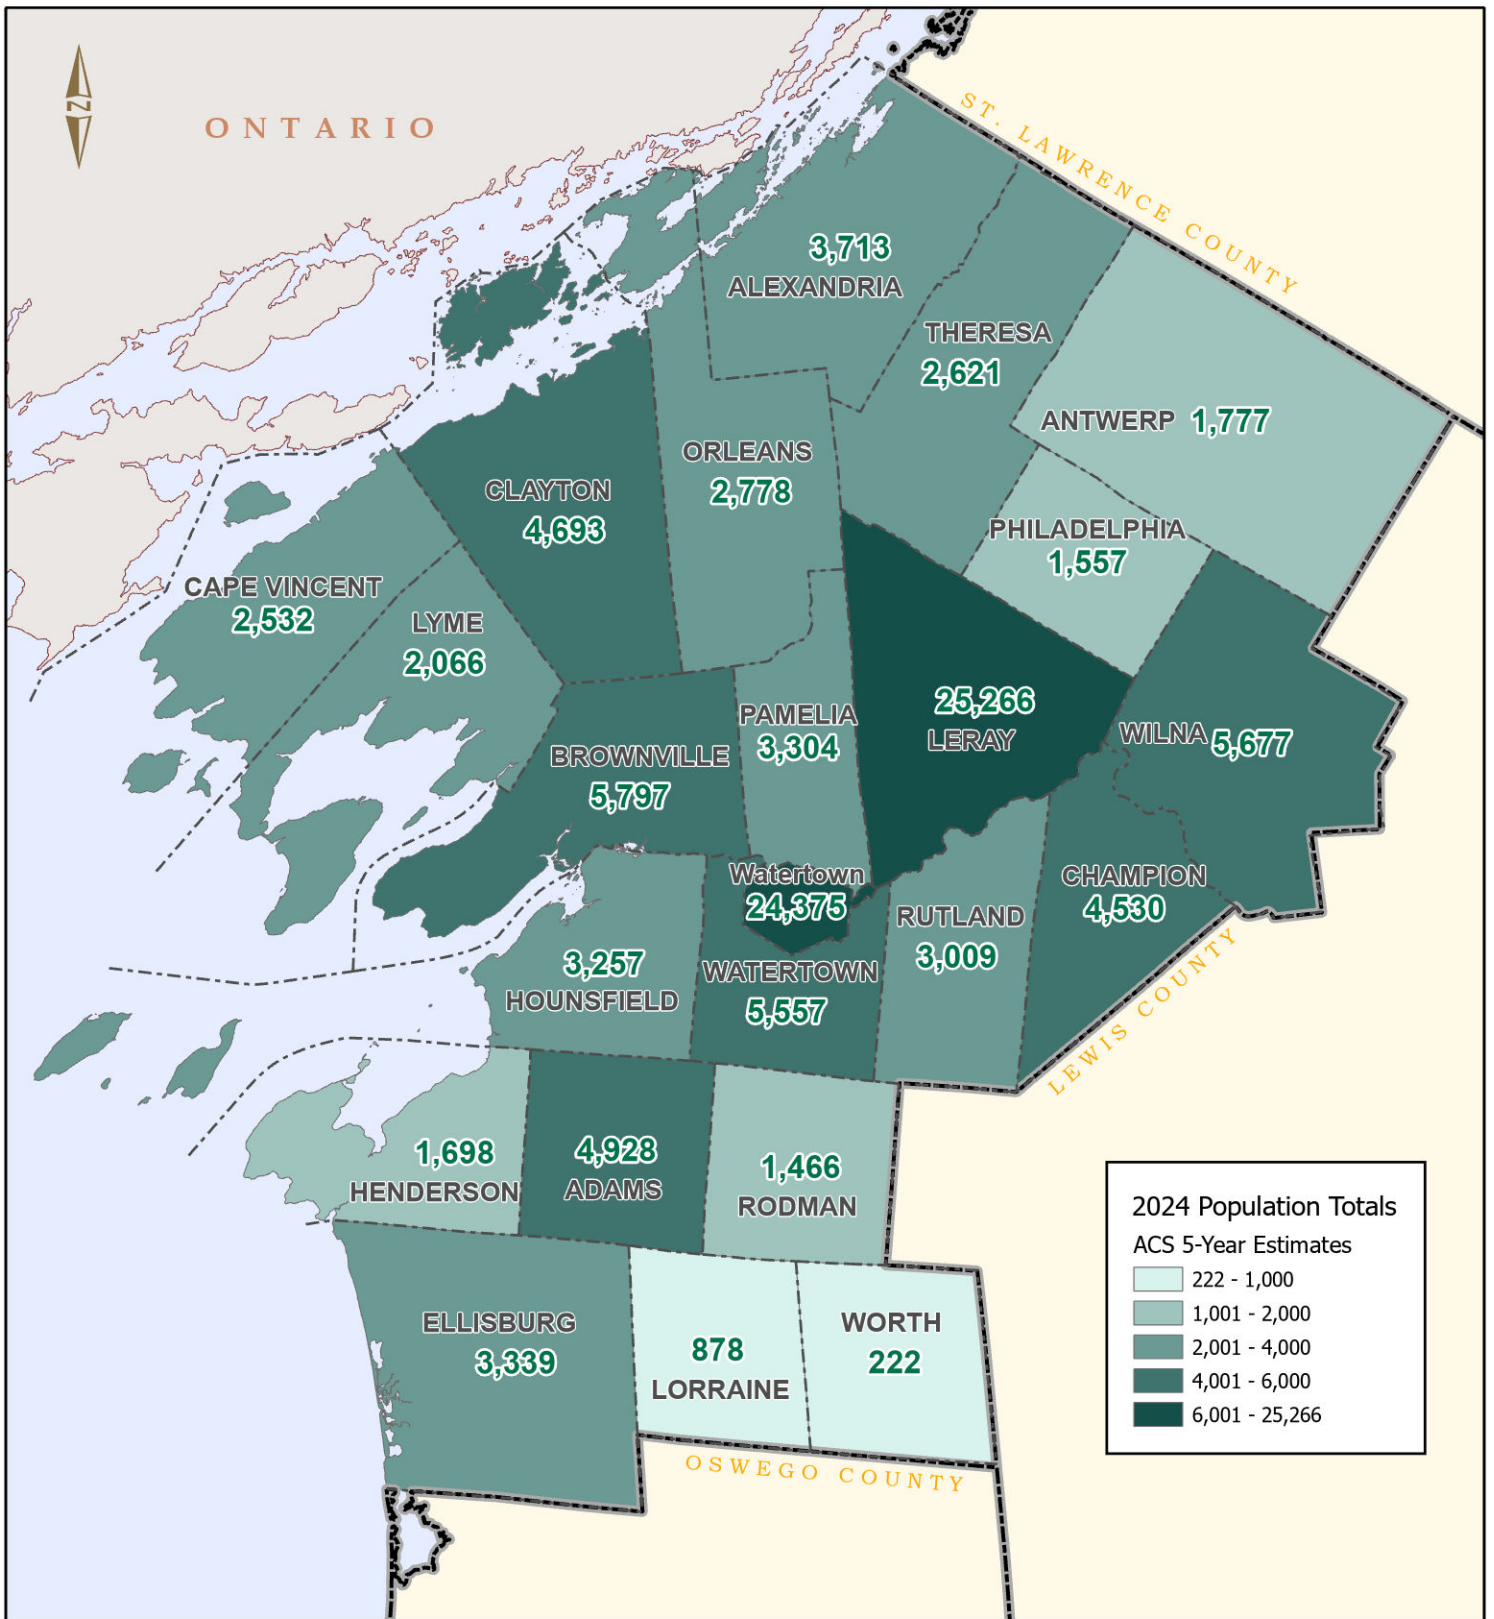 N
ONTARIO
ST. LAWRENCE COUNTY
3,713
ALEXANDRIA
THERESA
2,621
ANTWERP 1,777
ORLEANS
2,778
CLAYTON
4,693
PHILADELPHIA
1,557
CAPE VINCENT
2,532
LYME
2,066
25,266
LERAY
PAMELIA
3,304
WILNA 5,677
BROWNVILLE
5,797
Watertown
24,375
CHAMPION
4,530
RUTLAND
3,009
3,257
HOUNSFIELD
WATERTOWN
5,557
LEWIS COUNTY
1,698
HENDERSON
4,928
ADAMS
1,466
RODMAN
ELLISBURG
3,339
878
LORRAINE
WORTH
222
OSWEGO COUNTY
2024 Population Totals
ACS 5-Year Estimates
222 - 1,000
1,001 - 2,000
2,001 - 4,000
4,001 - 6,000
6,001 - 25,266